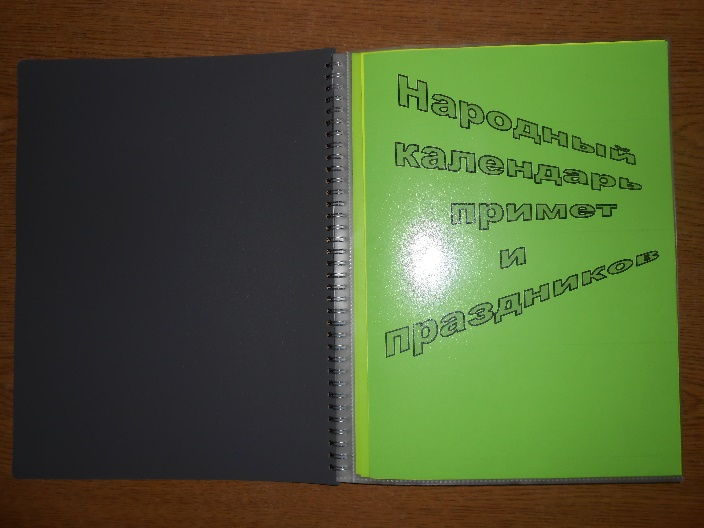 Народный
календарь
примет
и
праздников